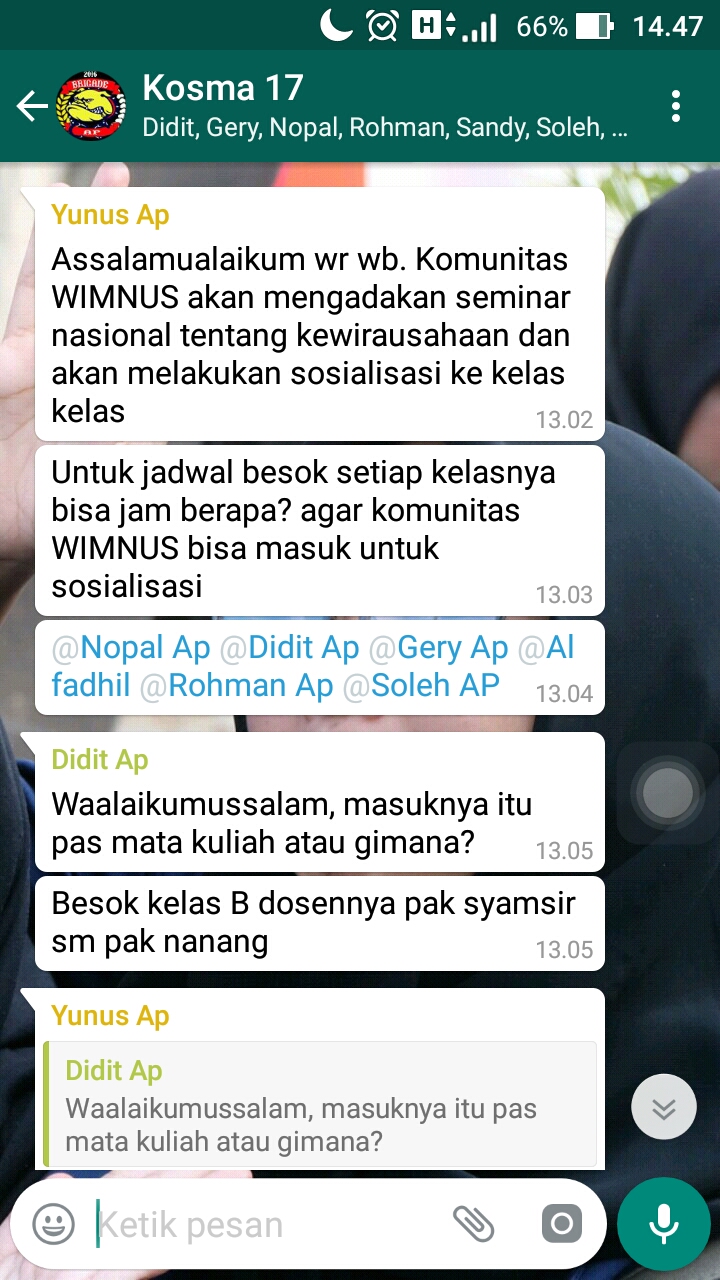 66% 14.47
2016
BRIGADE
AP
Kosma 17
Didit, Gery, Nopal, Rohman, Sandy, Soleh, ...
Yunus Ap
Assalamualaikum wr wb. Komunitas
WIMNUS akan mengadakan seminar
nasional tentang kewirausahaan dan
akan melakukan sosialisasi ke kelas
kelas
13.02
Untuk jadwal besok setiap kelasnya
bisa jam berapa? agar komunitas
WIMNUS bisa masuk untuk
sosialisasi
13.03
@Nopal Ap @Didit Ap @Gery Ap @Al
fadhil @Rohman Ap @Soleh AP
13.04
Didit Ap
Waalaikumussalam, masuknya itu
pas mata kuliah atau gimana?
13.05
Besok kelas B dosennya pak syamsir
sm pak nanang
13.05
Yunus Ap
Didit Ap
Waalaikumussalam, masuknya itu pas
mata kuliah atau gimana?
Ketik pesan